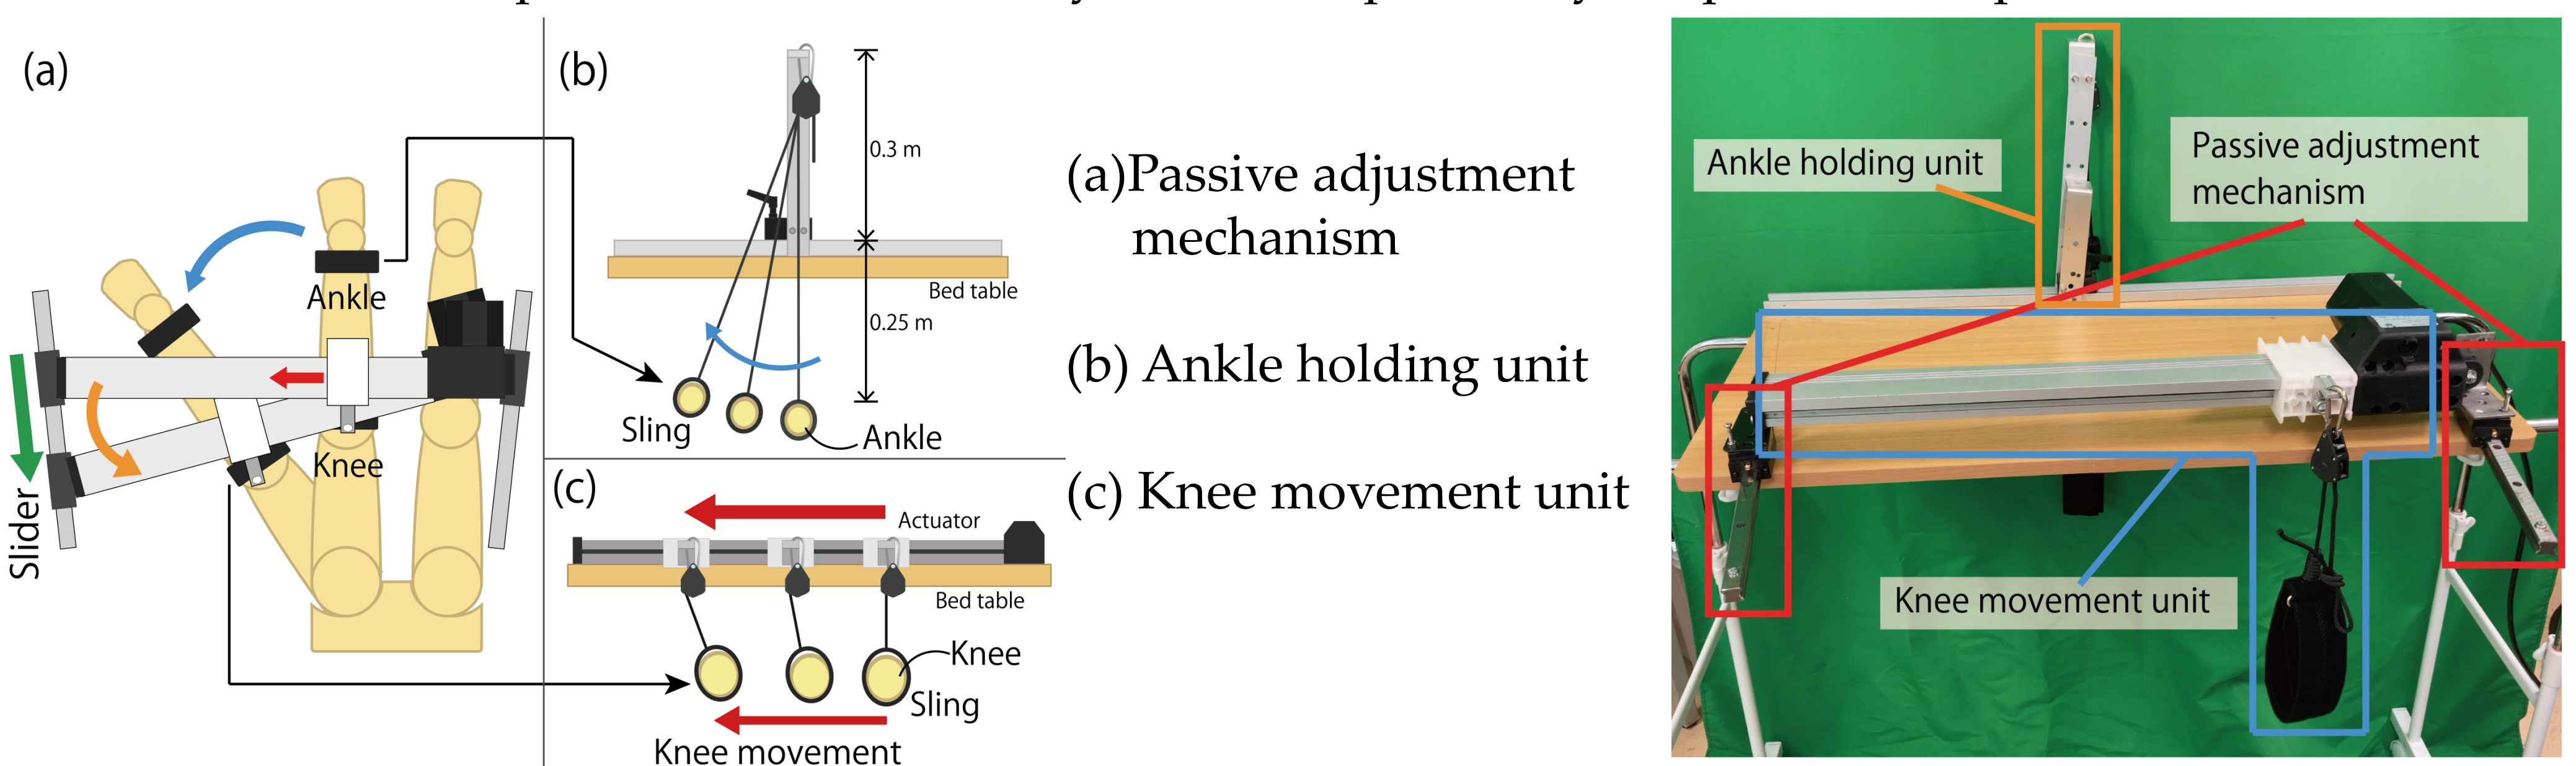 (a)
Ankle
Knee
Slider
(b)
0.3 m
Bed table
0.25 m
Sling
Ankle
(c)
Actuator
Bed table
Knee
Sling
Knee movement
(a)Passive adjustment
mechanism
(b) Ankle holding unit
(c) Knee movement unit
Ankle holding unit
Passive adjustment
mechanism
Knee movement unit